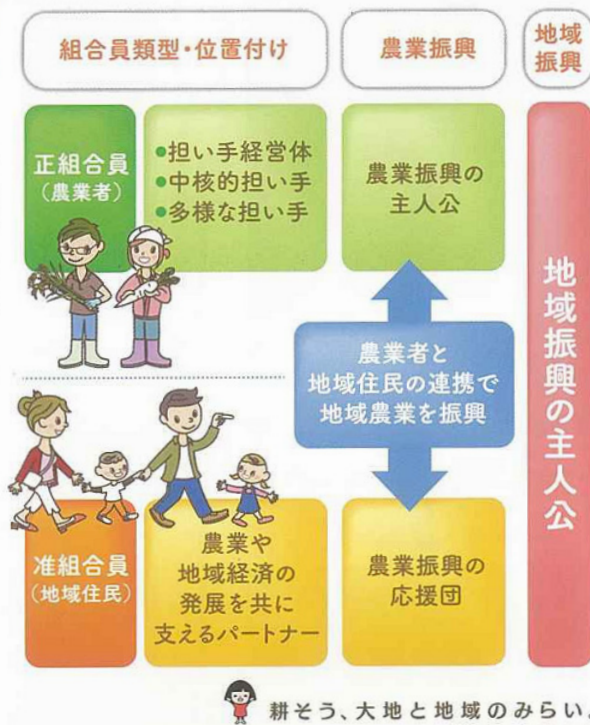 組合員類型・位置付け
農業振興
地域
振興
正組合員
(農業者)
●担い手経営体
●中核的担い手
●多様な担い手
農業振興の
主人公
農業者と
地域住民の連携で
地域農業を振興
准組合員
(地域住民)
農業や
地域経済の
発展を共に
支えるパートナー
農業振興の
応援団
地域振興の主人公
耕そう、大地と地域のみらい。